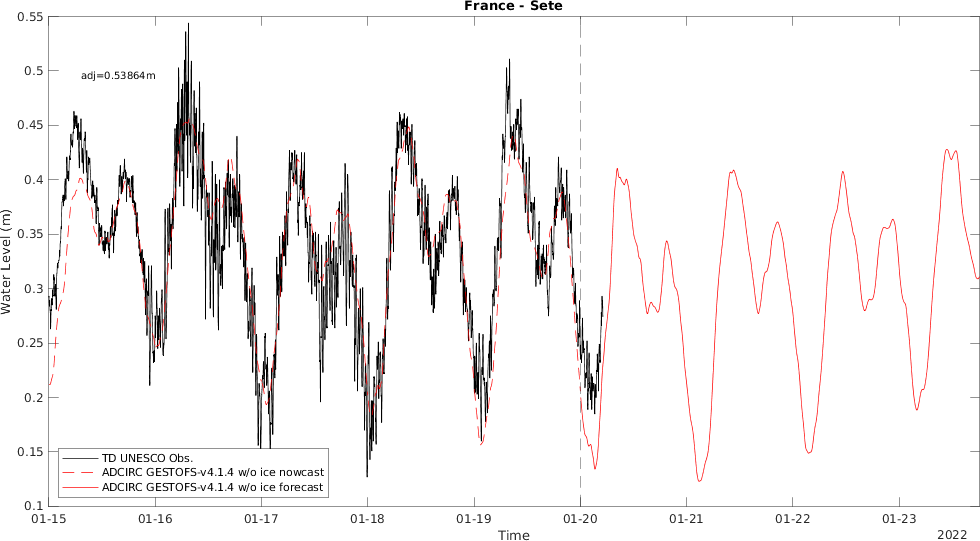 France - Sete
adj=0.53864m
0.55
0.5
0.45
0.4
0.35
0.3
0.25
0.2
0.15
0.1
Water Level (m)
TD UNESCO Obs.
ADCIRC GESTOFS-v4.1.4 w/o ice nowcast
ADCIRC GESTOFS-v4.1.4 w/o ice forecast
01-15 01-16 01-17 01-18 01-19 01-20 01-21 01-22 01-23
Time
2022